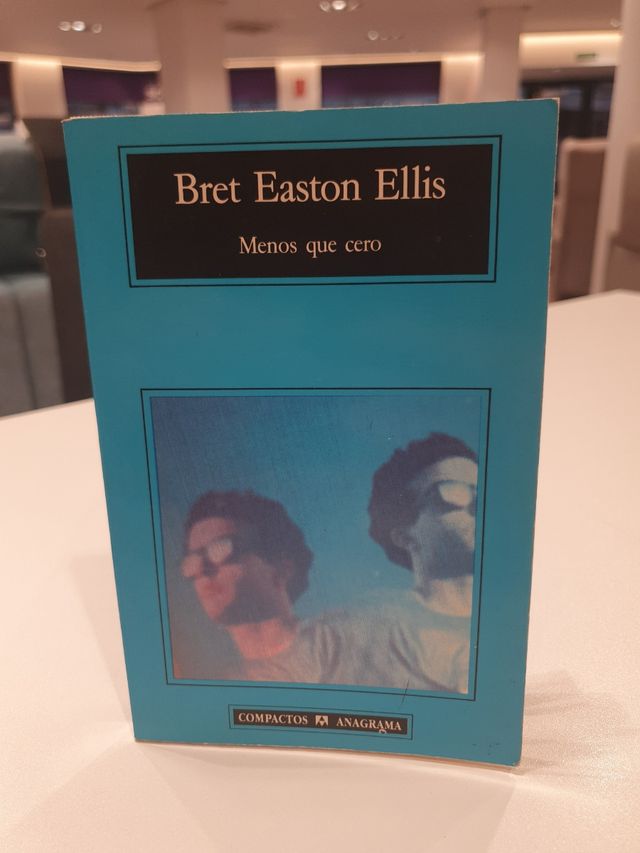 Bret Easton Ellis
Menos que cero
COMPACTOS ANAGRAMA